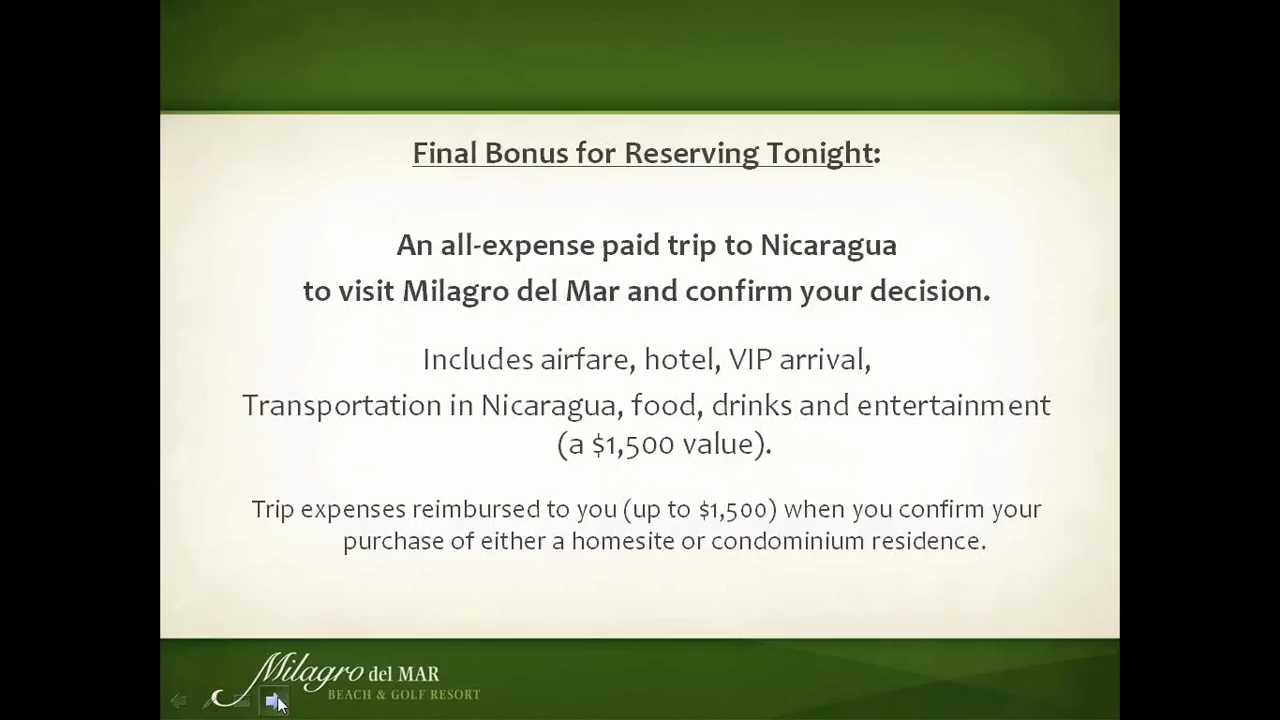 Final Bonus for Reserving Tonight:
An all-expense paid trip to Nicaragua
to visit Milagro del Mar and confirm your decision.
Includes airfare, hotel, VIP arrival,
Transportation in Nicaragua, food, drinks and entertainment
(a $1,500 value).
Trip expenses reimbursed to you (up to $1,500) when you confirm your
purchase of either a homesite or condominium residence.
Milagro del MAR
BEACH & GOLF RESORT